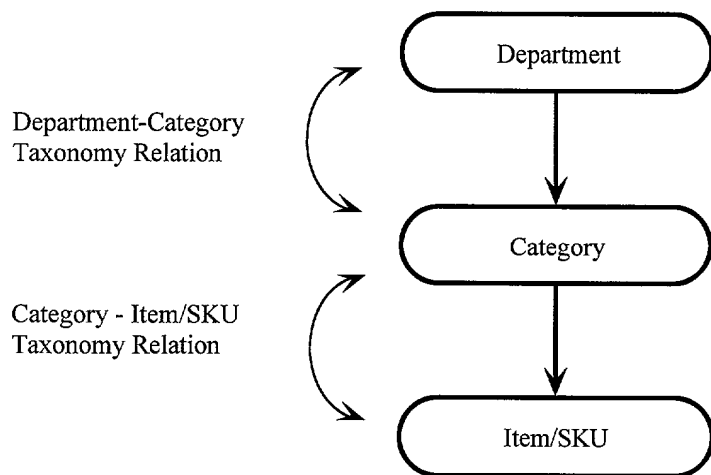 Department
Department-Category
Taxonomy Relation
Category
Category - Item/SKU
Taxonomy Relation
Item/SKU